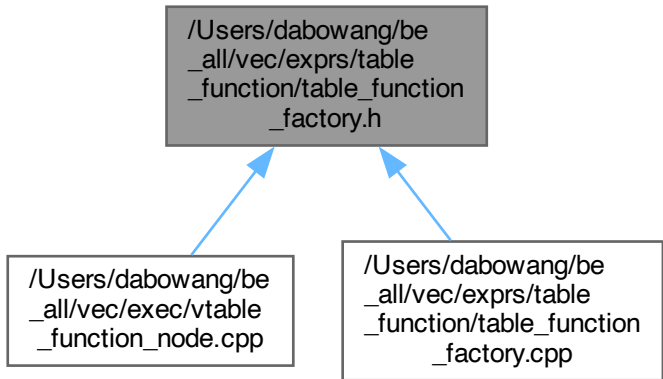 /Users/dabowang/be
_all/vec/exprs/table
_function/table_function
_factory.h
/Users/dabowang/be
_all/vec/exec/vtable
_function_node.cpp
/Users/dabowang/be
_all/vec/exprs/table
_function/table_function
_factory.cpp